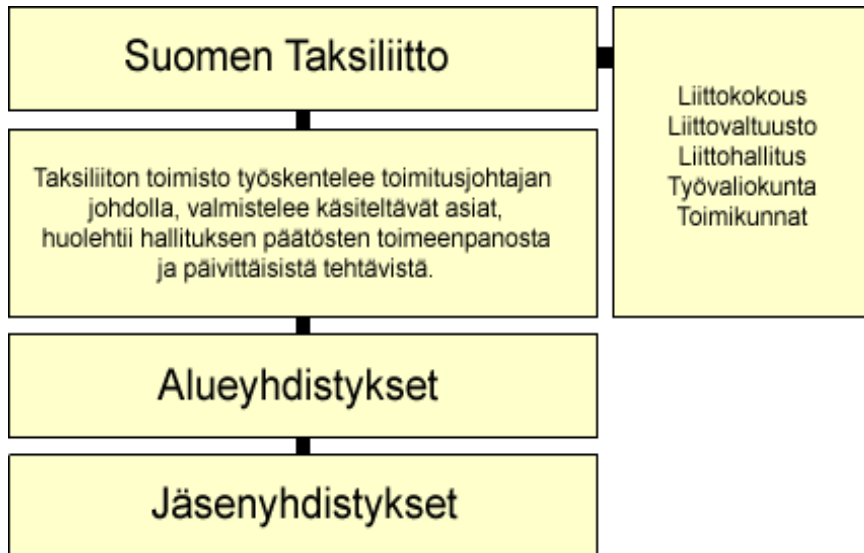 Suomen Taksiliitto
Liittokokous
Liittovaltuusto
Liittohallitus
Työvaliokunta
Toimikunnat
Taksiliiton toimisto työskentelee toimitusjohtajan
johdolla, valmistelee käsiteltävät asiat,
huolehtii hallituksen päätösten toimeenpanosta
ja päivittäisistä tehtävistä.
Alueyhdistykset
Jäsenyhdistykset